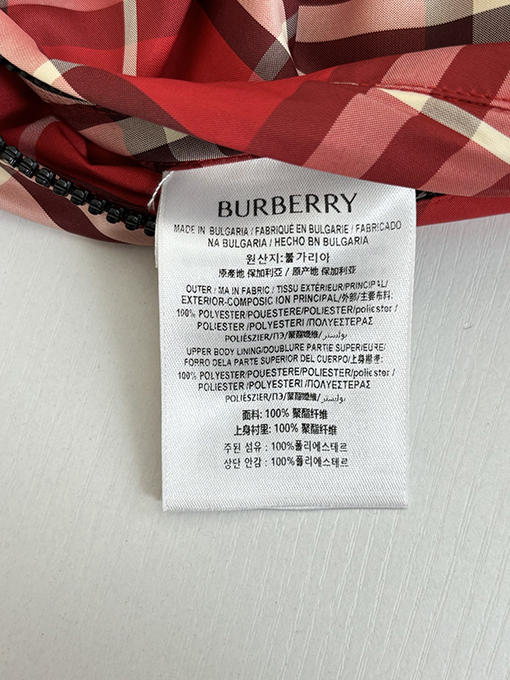 BURBERRY
MADE IN BULGARIA / FABRIQUÉ EN BULGARIE / FABRICADO
NA BULGARIA / HECHO BN BULGARIA
원산지:불가리아
原產地 保加利亞 / 原产地 保加利亚
OUTER / MA IN FABRIC / TISSU EXTÉRIEUR/PRINCIPAL/
EXTERIOR-COMPOSIC ION PRINCIPAL/外部/主要布料:
100% POLYESTER/POUESTERE/POLIESTER/poliester /
POLIESTER /POLYESTERI /ΠΟΛΥΕΣΤΕΡΑΣ
POLIÉSZTER/ПЭ/聚酯纖維/بوليستر
UPPER BODY LINING/DOUBLURE PARTIE SUPERIEURE/
FORRO DELA PARTE SUPERIOR DEL CUERPO/上身襯裡:
100% POLYESTER/POUESTERE/POLIESTER/poliester /
POLIESTER /POLYESTERI /ΠΟΛΥΕΣΤΕΡΑΣ
POLIÉSZIER/ПЭ/聚酯纖維/بوليستر
面料: 100% 聚酯纤维
上身衬里: 100% 聚酯纤维
주된 섬유 : 100%폴리에스테르
상단 안감 : 100%폴리에스테르